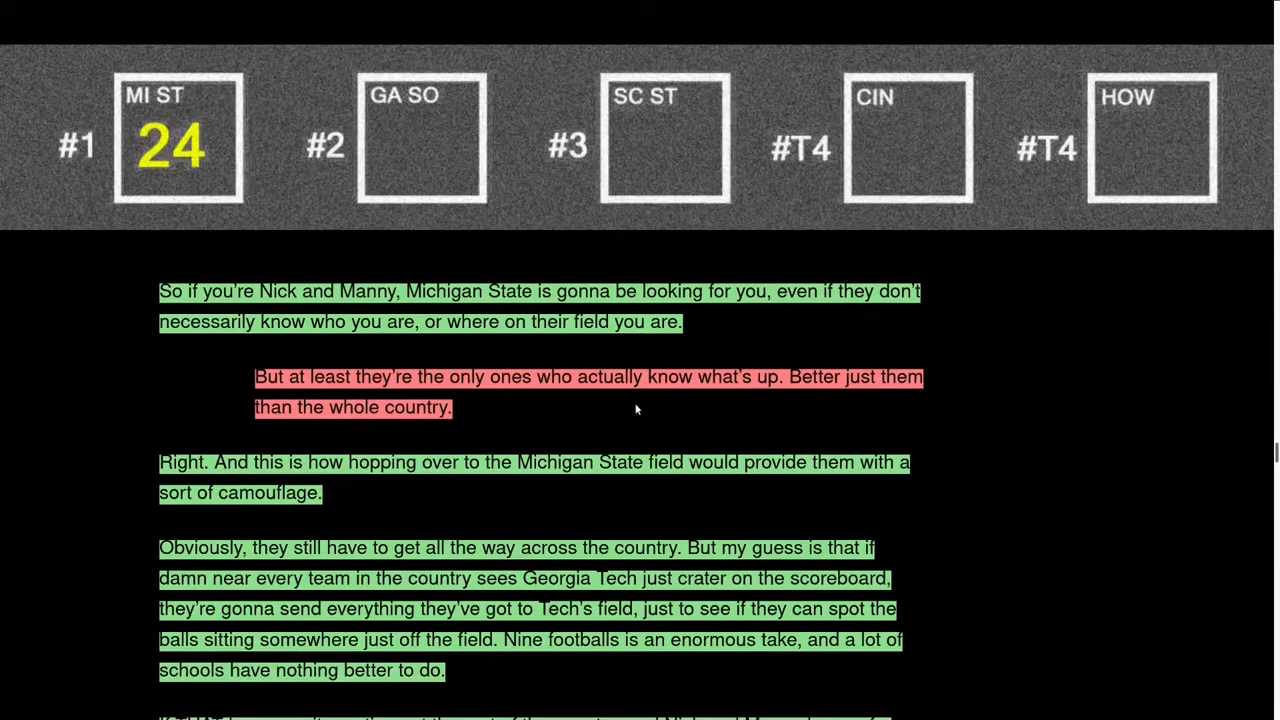 MI ST
GA SO
SC ST
CIN
HOW
#1
24
#2
#3
#T4
#T4
So if you're Nick and Manny, Michigan State is gonna be looking for you, even if they don't
necessarily know who you are, or where on their field you are.
But at least they're the only ones who actually know what's up. Better just them
than the whole country.
Right. And this is how hopping over to the Michigan State field would provide them with a
sort of camouflage.
Obviously, they still have to get all the way across the country. But my guess is that if
damn near every team in the country sees Georgia Tech just crater on the scoreboard,
they're gonna send everything they've got to Tech's field, just to see if they can spot the
balls sitting somewhere just off the field. Nine footballs is an enormous take, and a lot of
schools have nothing better to do.